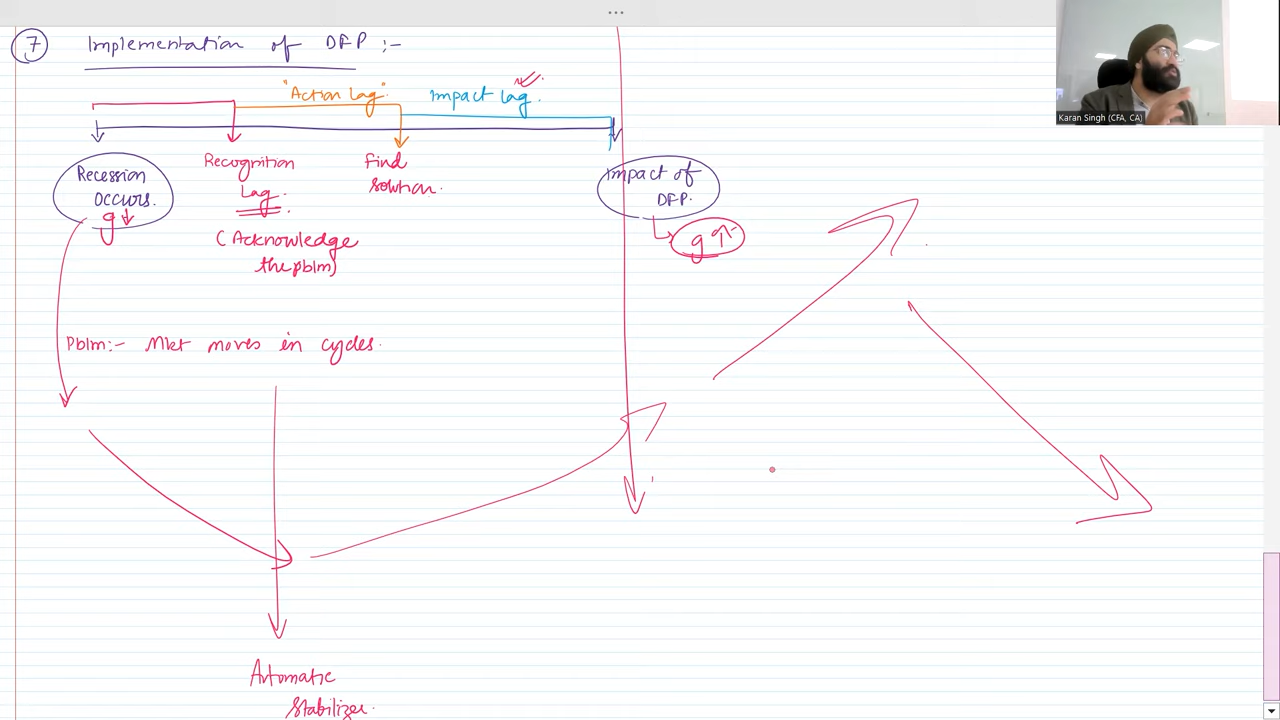 7 Implementation of DFP :-
"Action Lag"
Impact Lag.
Recession
occurs.
g↓
Recognition
Lag.
(Acknowledge
the pblm)
Find
Solution.
Impact of
DFP.
g↑
Pblm:- Mkt moves in cycles.
Automatic
Stabilizer.
Karan Singh (CFA, CA)